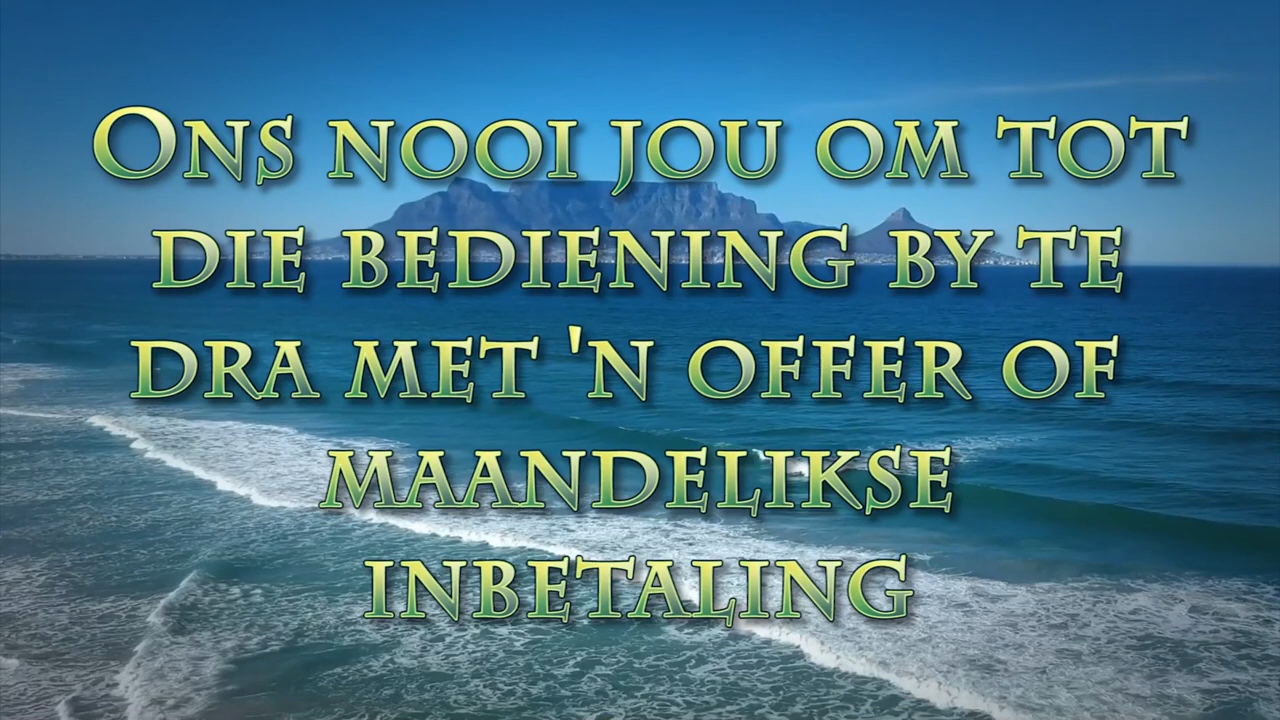 Ons nooi jou om tot
die bediening by te
dra met 'n offer of
maandelikse
inbetaling